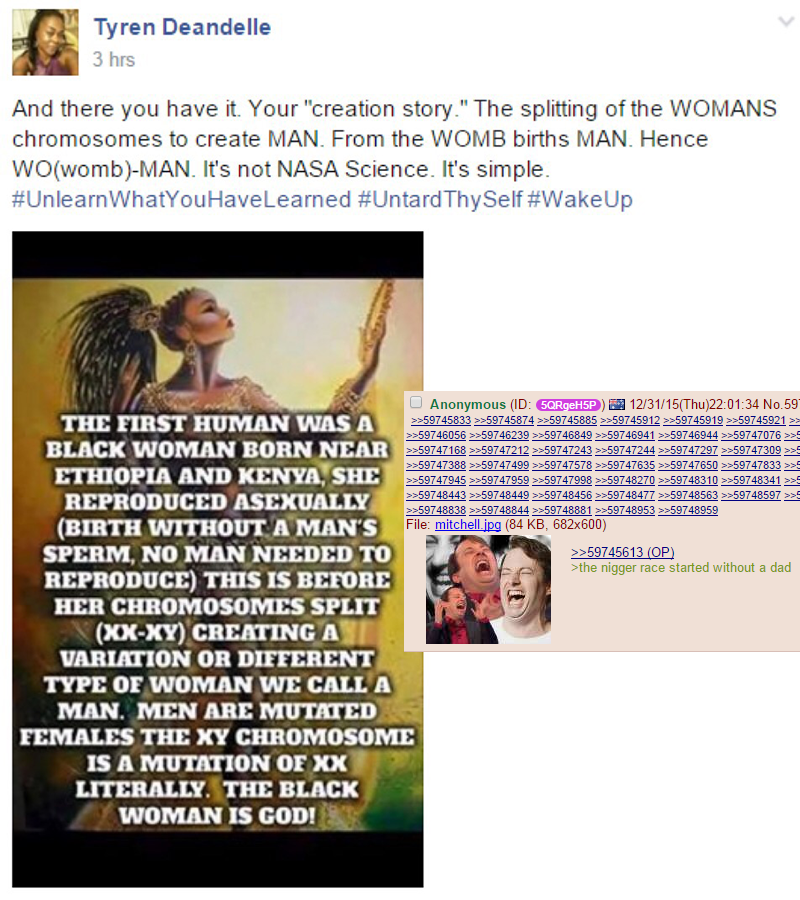 Tyren Deandelle
3 hrs
And there you have it. Your "creation story." The splitting of the WOMANS
chromosomes to create MAN. From the WOMB births MAN. Hence
WO(womb)-MAN. It's not NASA Science. It's simple.
#UnlearnWhatYouHaveLearned #UntardThySelf #WakeUp
THE FIRST HUMAN WAS A
BLACK WOMAN BORN NEAR
ETHIOPIA AND KENYA, SHE
REPRODUCED ASEXUALLY
(BIRTH WITHOUT A MAN'S
SPERM, NO MAN NEEDED TO
REPRODUCE) THIS IS BEFORE
HER CHROMOSOMES SPLIT
(XX-XY) CREATING A
VARIATION OR DIFFERENT
TYPE OF WOMAN WE CALL A
MAN. MEN ARE MUTATED
FEMALES THE XY CHROMOSOME
IS A MUTATION OF XX
LITERALLY. THE BLACK
WOMAN IS GOD!
Anonymous (ID: 5QRgeH5P) 12/31/15(Thu)22:01:34 No.597
>>59745833 >>59745874 >>59745885 >>59745912 >>59745919 >>59745921 >>
>>59746056 >>59746239 >>59746849 >>59746941 >>59746944 >>59747076 >>5
>>59747168 >>59747212 >>59747243 >>59747244 >>59747297 >>59747309 >>5
>>59747388 >>59747499 >>59747578 >>59747635 >>59747650 >>59747833 >>5
>>59747945 >>59747959 >>59747998 >>59748270 >>59748310 >>59748341 >>5
>>59748443 >>59748449 >>59748456 >>59748477 >>59748563 >>59748597 >>5
>>59748838 >>59748844 >>59748881 >>59748953 >>59748959
File: mitchell.jpg (84 KB, 682x600)
>>59745613 (OP)
>the nigger race started without a dad